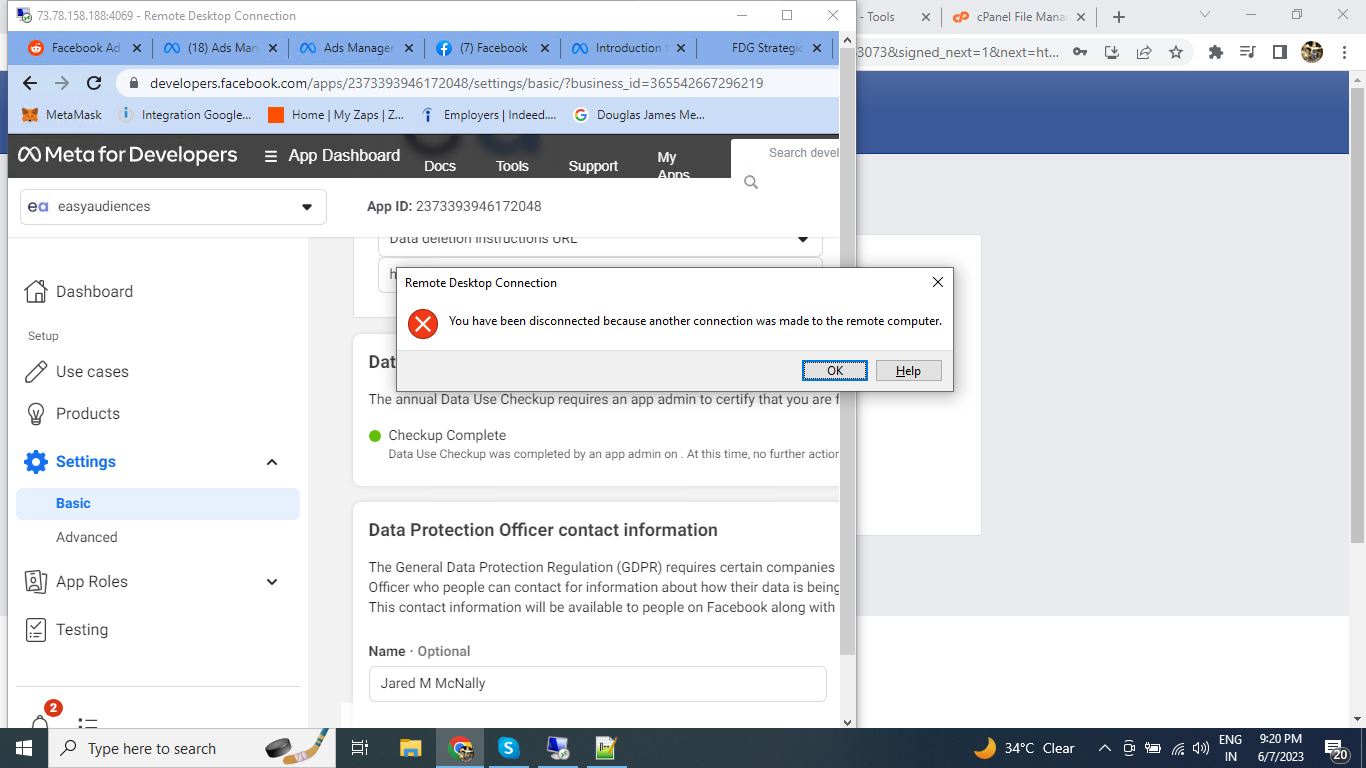 73.78.158.188:4069 - Remote Desktop Connection
- Tools
cPanel File Mana
Facebook Ad
(18) Ads Man
Ads Manager
(7) Facebook
Introduction
FDG Strategic
developers.facebook.com/apps/2373393946172048/settings/basic/?business_id=365542667296219
3073&signed_next=1&next=ht...
MetaMask
Integration Google...
Home | My Zaps | Z...
Employers | Indeed....
Douglas James Me...
Meta for Developers
App Dashboard
Docs
Tools
Support
My Apps
Search devel
ea easyaudiences
App ID: 2373393946172048
Data deletion instructions URL
h
Dashboard
Setup
Use cases
Products
Settings
Basic
Advanced
App Roles
Testing
2
Remote Desktop Connection
You have been disconnected because another connection was made to the remote computer.
OK
Help
Dat
The annual Data Use Checkup requires an app admin to certify that you are f
Checkup Complete
Data Use Checkup was completed by an app admin on . At this time, no further action
Data Protection Officer contact information
The General Data Protection Regulation (GDPR) requires certain companies
Officer who people can contact for information about how their data is being
This contact information will be available to people on Facebook along with
Name · Optional
Jared M McNally
Type here to search
34°C Clear
ENG
IN
9:20 PM
6/7/2023
20